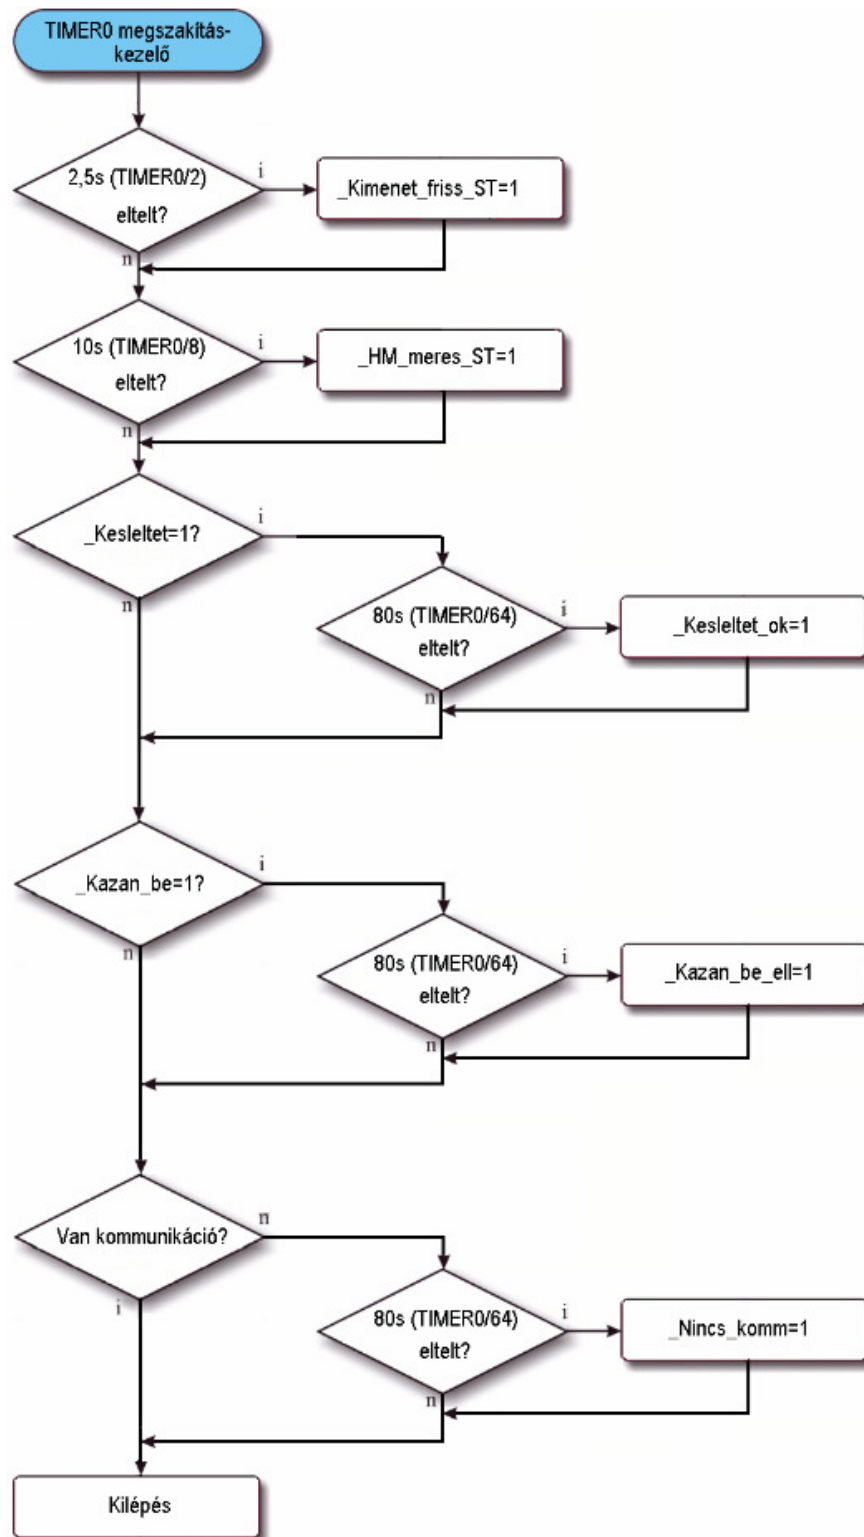 TIMER0 megszakítás-
kezelő
2,5s (TIMER0/2)
eltelt?
i
_Kimenet_friss_ST=1
n
10s (TIMER0/8)
eltelt?
i
_HM_meres_ST=1
n
_Kesleltet=1?
i
n
80s (TIMER0/64)
eltelt?
i
_Kesleltet_ok=1
n
_Kazan_be=1?
i
n
80s (TIMER0/64)
eltelt?
i
_Kazan_be_ell=1
n
Van kommunikáció?
n
i
80s (TIMER0/64)
eltelt?
i
_Nincs_komm=1
n
Kilépés